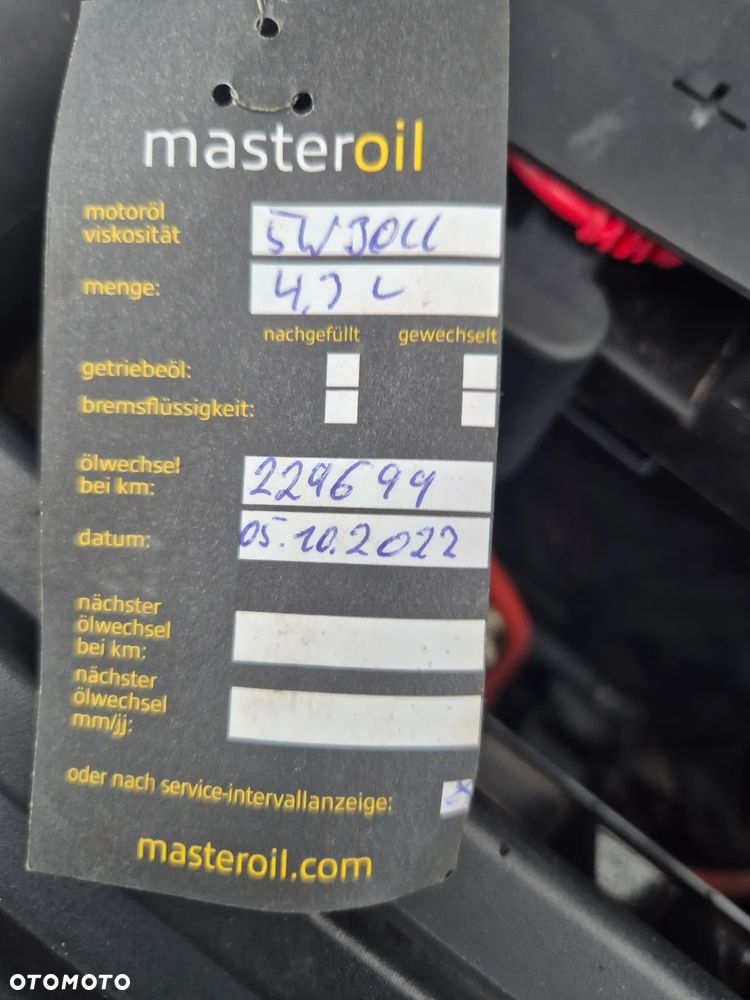 masteroil
motoröl
viskosität
5W30LL
menge:
4,3 L
nachgefüllt gewechselt
getriebeöl:
bremsflüssigkeit:
ölwechsel
bei km:
229699
datum:
05.10.2022
nächster
ölwechsel
bei km:
nächster
ölwechsel
mm/jj:
oder nach service-intervallanzeige: x
masteroil.com
OTOMOTO